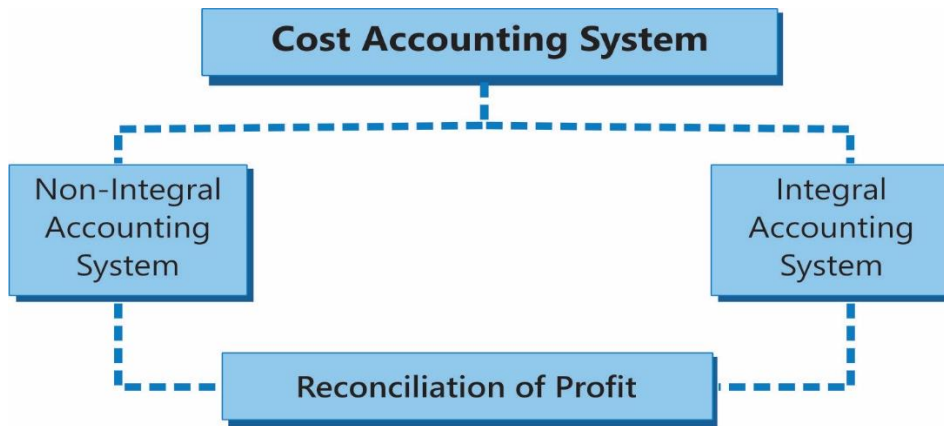 Cost Accounting System
Non-Integral
Accounting
System
Integral
Accounting
System
Reconciliation of Profit